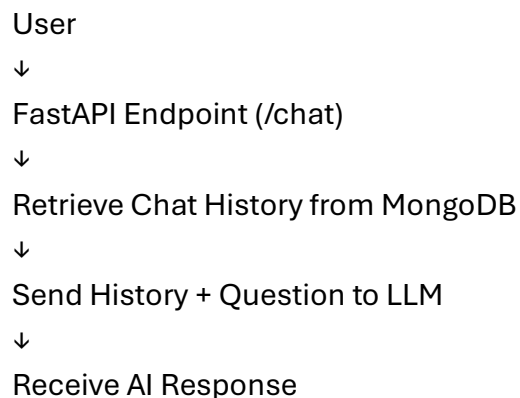 User
↓
FastAPI Endpoint (/chat)
↓
Retrieve Chat History from MongoDB
↓
Send History + Question to LLM
↓
Receive AI Response